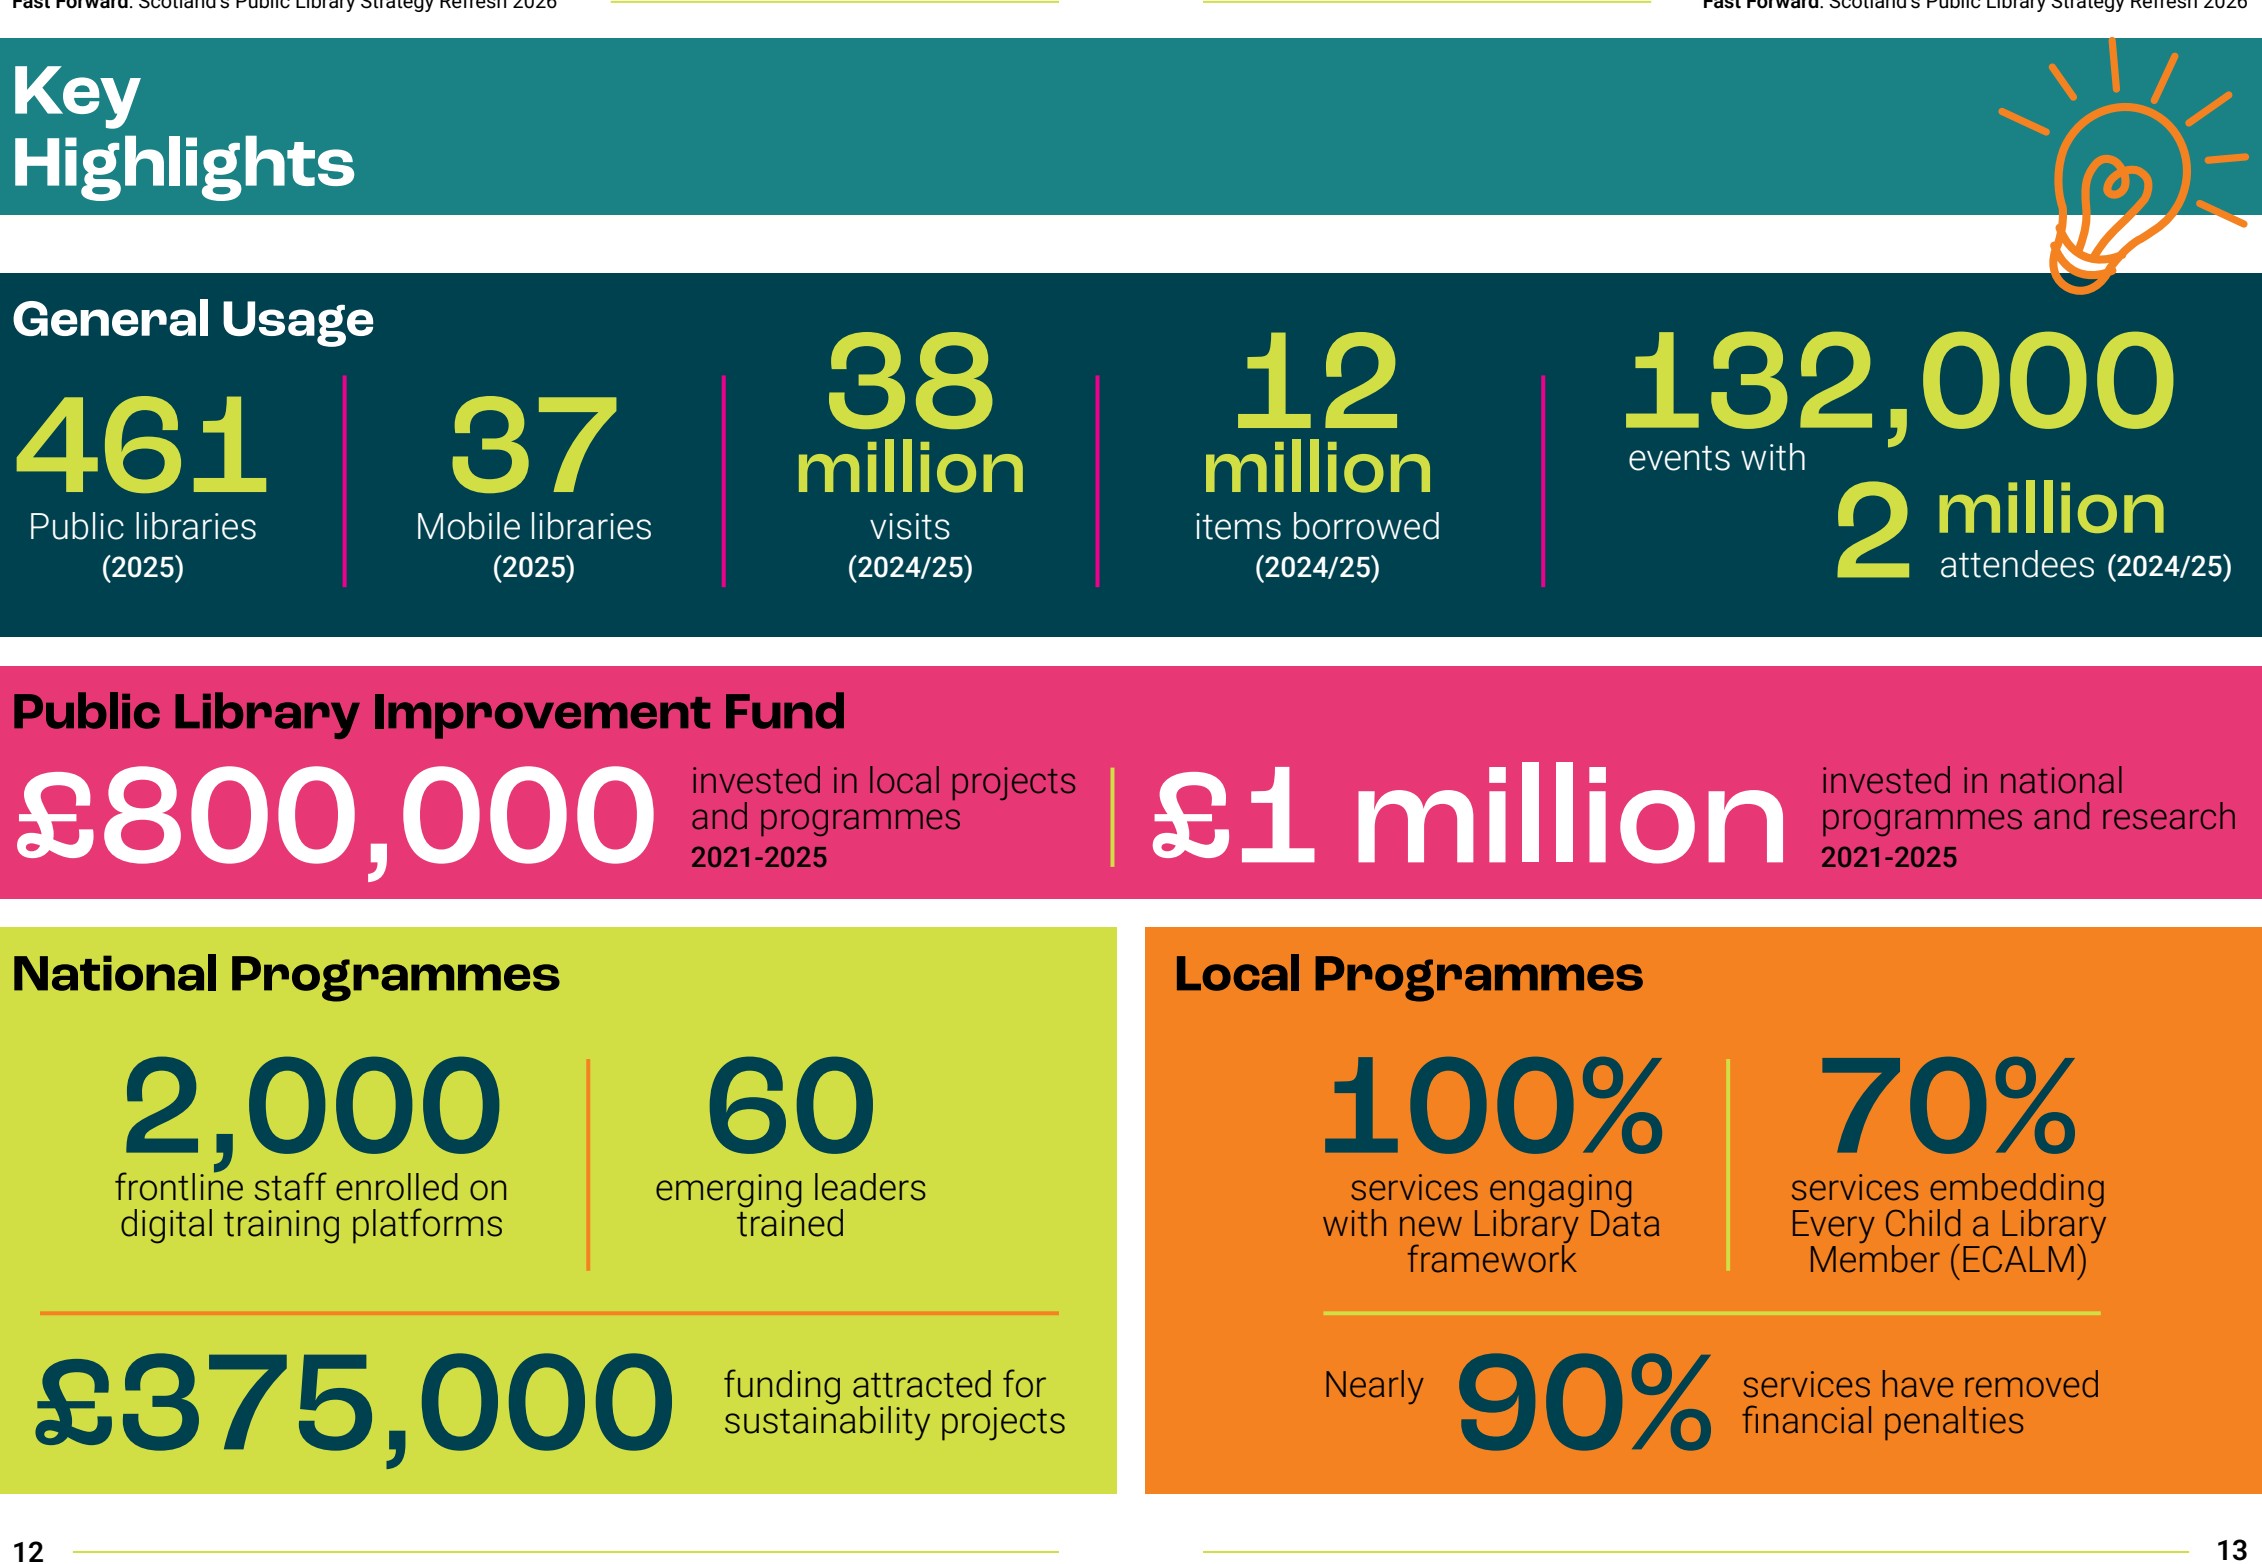 Fast Forward: Scotland's Public Library Strategy Refresh 2026
Fast Forward: Scotland's Public Library Strategy Refresh 2026
Key
Highlights
General Usage
461
Public libraries
(2025)
37
Mobile libraries
(2025)
38
million
visits
(2024/25)
12
million
items borrowed
(2024/25)
132,000
events with
2 million
attendees (2024/25)
Public Library Improvement Fund
£800,000
invested in local projects
and programmes
2021-2025
£1 million
invested in national
programmes and research
2021-2025
National Programmes
2,000
frontline staff enrolled on
digital training platforms
60
emerging leaders
trained
£375,000
funding attracted for
sustainability projects
Local Programmes
100%
services engaging
with new Library Data
framework
70%
services embedding
Every Child a Library
Member (ECALM)
Nearly 90%
services have removed
financial penalties
12
13